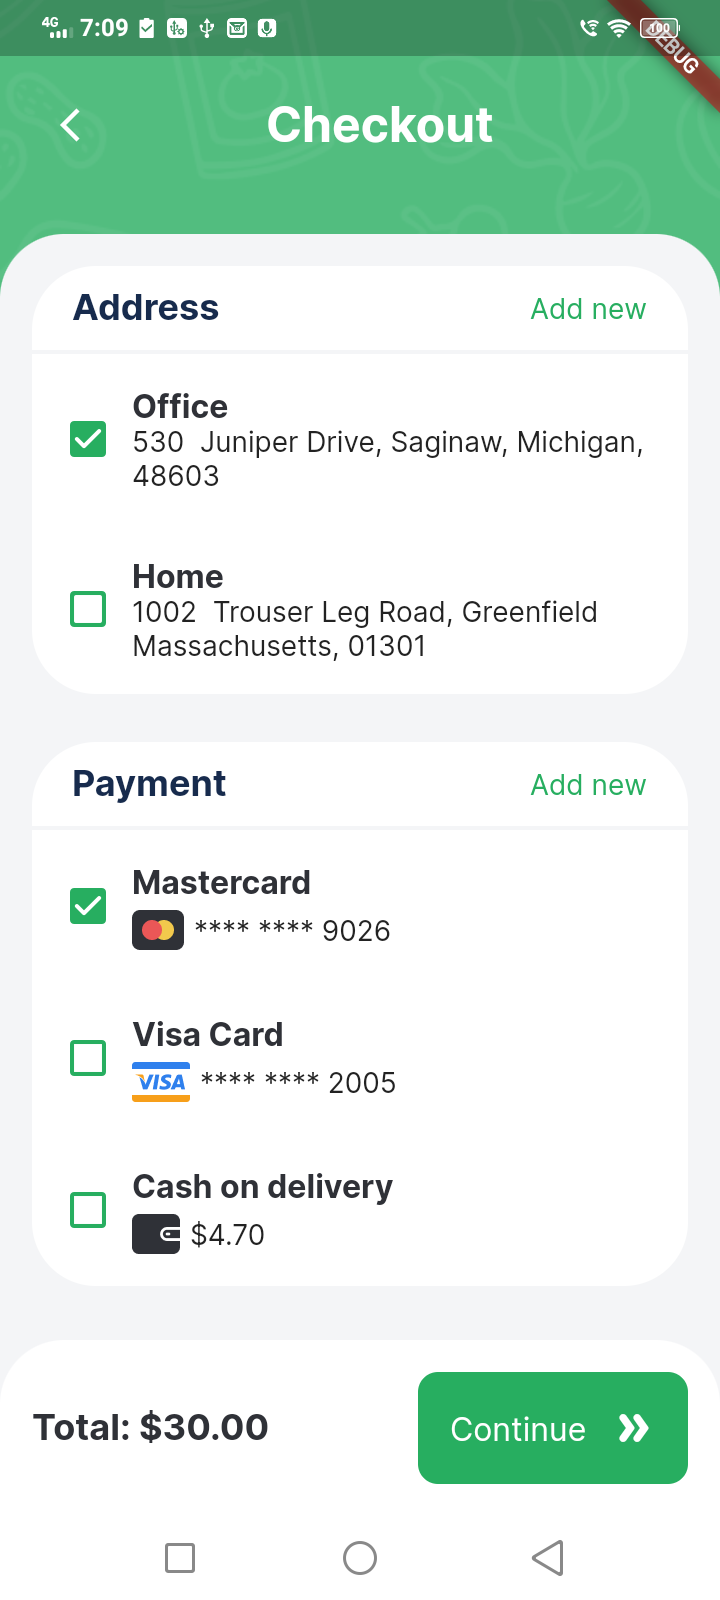 4G 7:09 100
DEBUG
Checkout
Address Add new
Office
530 Juniper Drive, Saginaw, Michigan,
48603
Home
1002 Trouser Leg Road, Greenfield
Massachusetts, 01301
Payment Add new
Mastercard
**** **** 9026
Visa Card
VISA **** **** 2005
Cash on delivery
$4.70
Total: $30.00 Continue